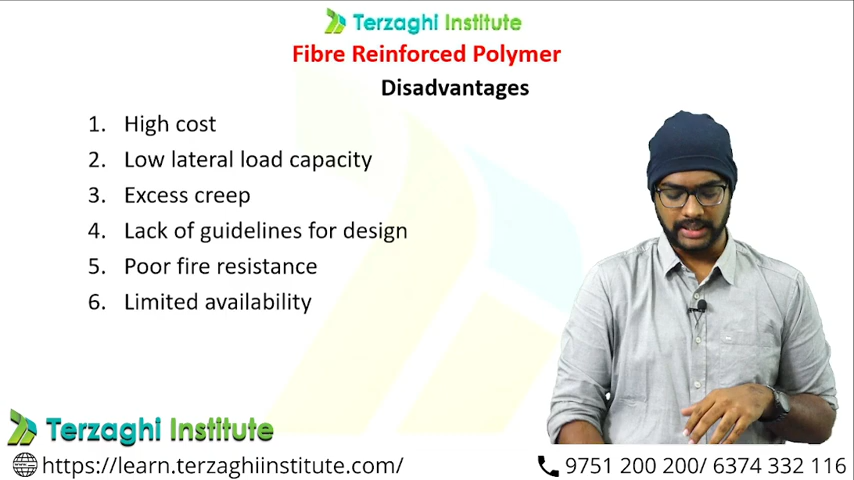 Terzaghi Institute
Fibre Reinforced Polymer
Disadvantages
1. High cost
2. Low lateral load capacity
3. Excess creep
4. Lack of guidelines for design
5. Poor fire resistance
6. Limited availability
Terzaghi Institute
https://learn.terzaghiinstitute.com/
9751 200 200/ 6374 332 116